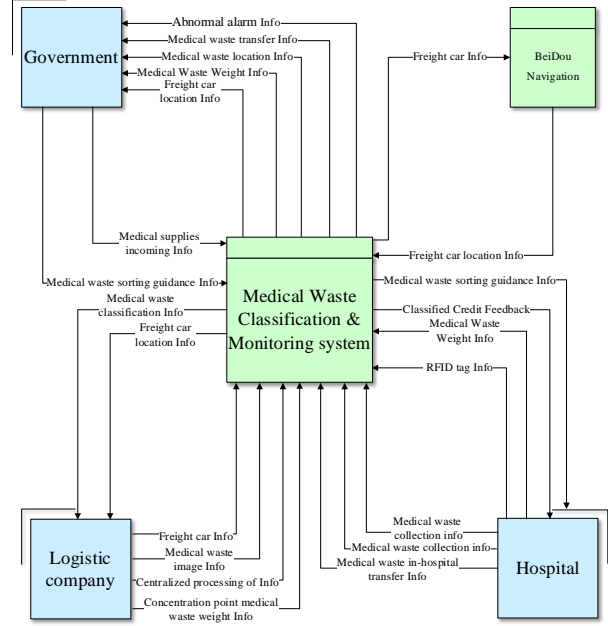 Abnormal alarm Info
Medical waste transfer Info
Government
Medical waste location Info
Medical Waste Weight Info
Freight car
location Info
Freight car Info
BeiDou
Navigation
Medical supplies
incoming Info
Freight car location Info
Medical waste sorting guidance Info
Medical waste sorting guidance Info
Medical waste
classification Info
Freight car
location Info
Medical Waste
Classification &
Monitoring system
Classified Credit Feedback
Medical Waste
Weight Info
RFID tag Info
Logistic
company
Freight car Info
Medical waste
image Info
Centralized processing of Info
Concentration point medical
waste weight Info
Medical waste
collection info
Medical waste collection info
Medical waste in-hospital
transfer Info
Hospital